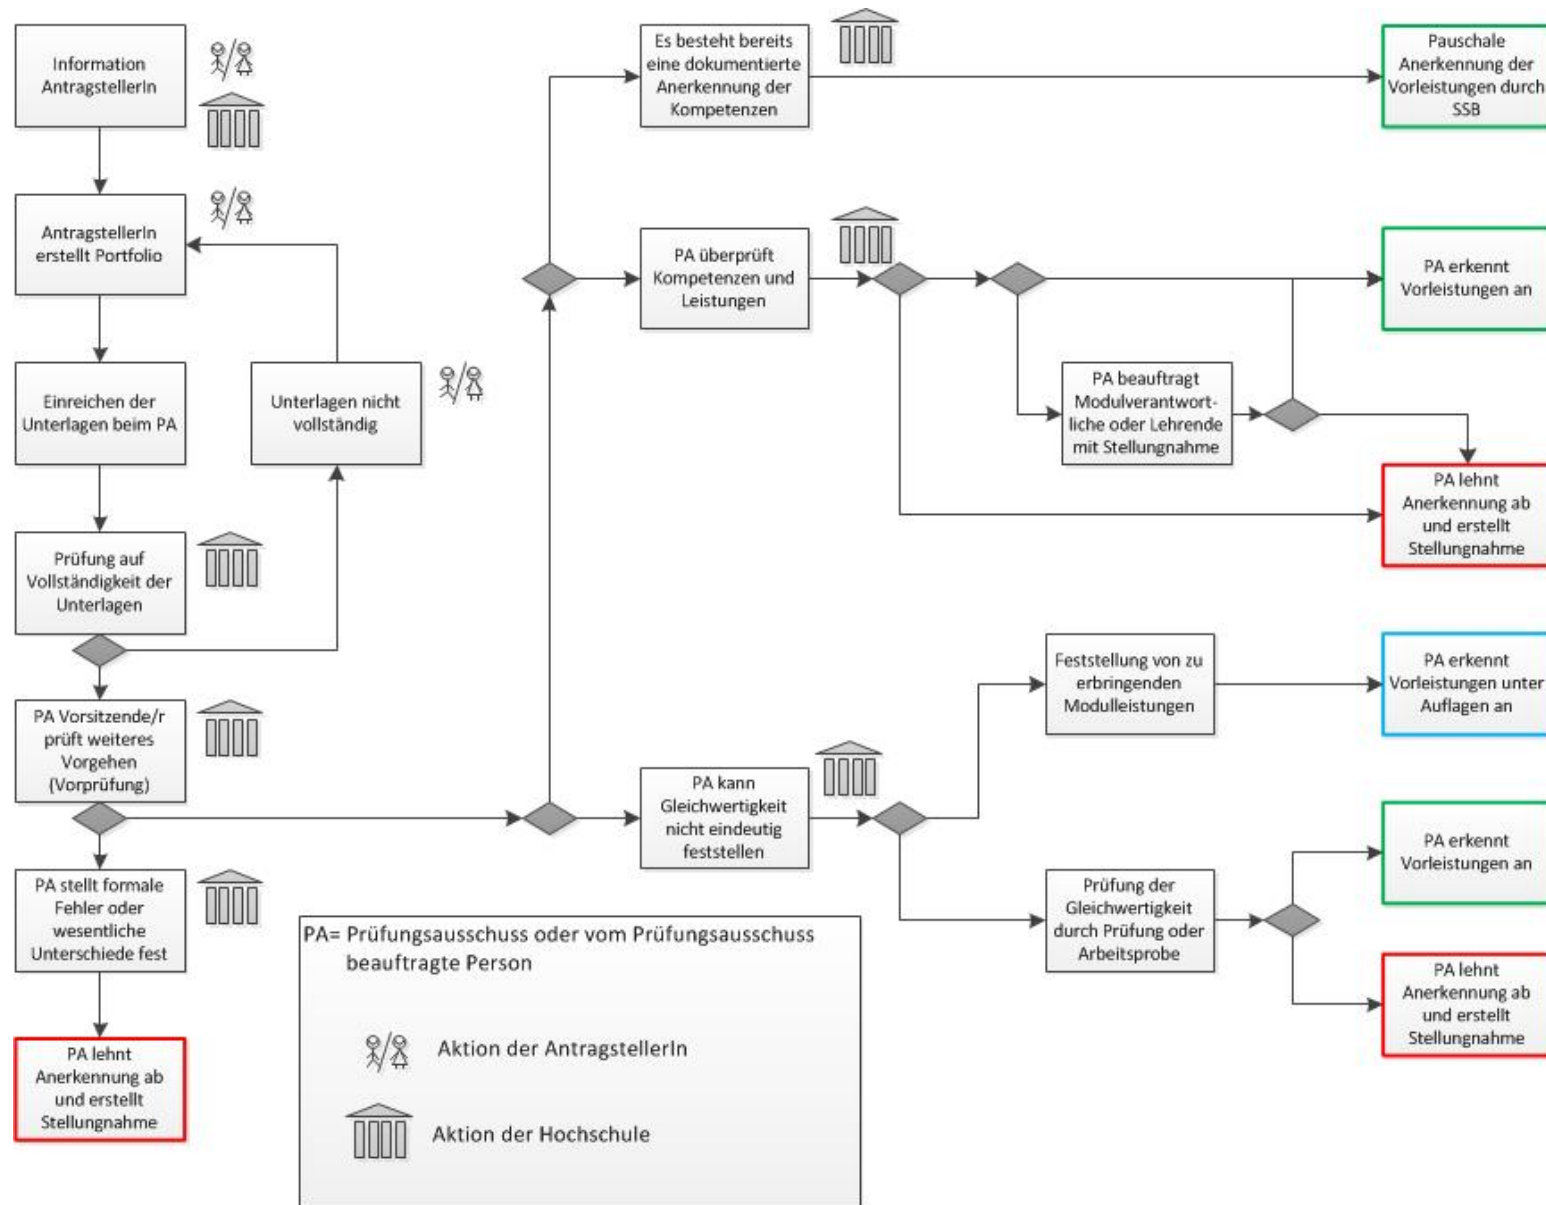 Information
AntragstellerIn
AntragstellerIn
erstellt Portfolio
Einreichen der
Unterlagen beim PA
Unterlagen nicht
vollständig
Prüfung auf
Vollständigkeit der
Unterlagen
PA Vorsitzende/r
prüft weiteres
Vorgehen
(Vorprüfung)
PA stellt formale
Fehler oder
wesentliche
Unterschiede fest
PA lehnt
Anerkennung ab
und erstellt
Stellungnahme
Es besteht bereits
eine dokumentierte
Anerkennung der
Kompetenzen
Pauschale
Anerkennung der
Vorleistungen durch
SSB
PA überprüft
Kompetenzen und
Leistungen
PA erkennt
Vorleistungen an
PA beauftragt
Modulverantwort-
liche oder Lehrende
mit Stellungnahme
PA lehnt
Anerkennung ab
und erstellt
Stellungnahme
PA kann
Gleichwertigkeit
nicht eindeutig
feststellen
Feststellung von zu
erbringenden
Modulleistungen
PA erkennt
Vorleistungen unter
Auflagen an
Prüfung der
Gleichwertigkeit
durch Prüfung oder
Arbeitsprobe
PA erkennt
Vorleistungen an
PA lehnt
Anerkennung ab
und erstellt
Stellungnahme
PA= Prüfungsausschuss oder vom Prüfungsausschuss
beauftragte Person
Aktion der AntragstellerIn
Aktion der Hochschule